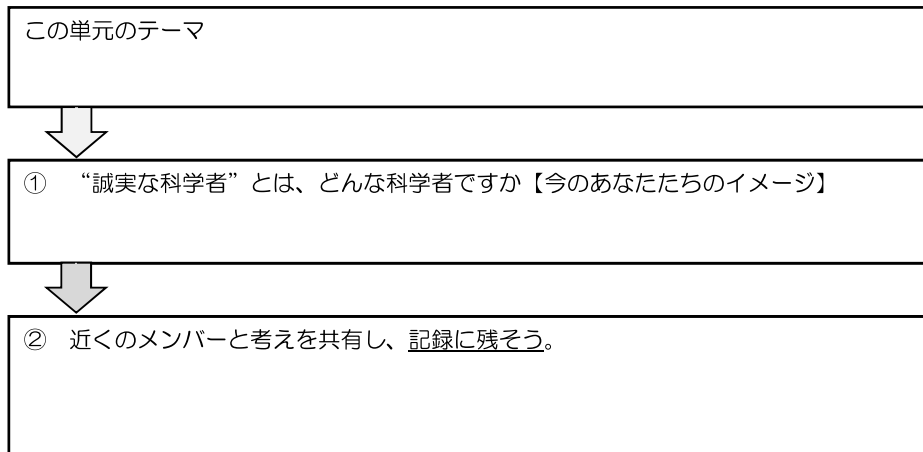 この単元のテーマ
① “誠実な科学者”とは、どんな科学者ですか【今のあなたたちのイメージ】
② 近くのメンバーと考えを共有し、記録に残そう。